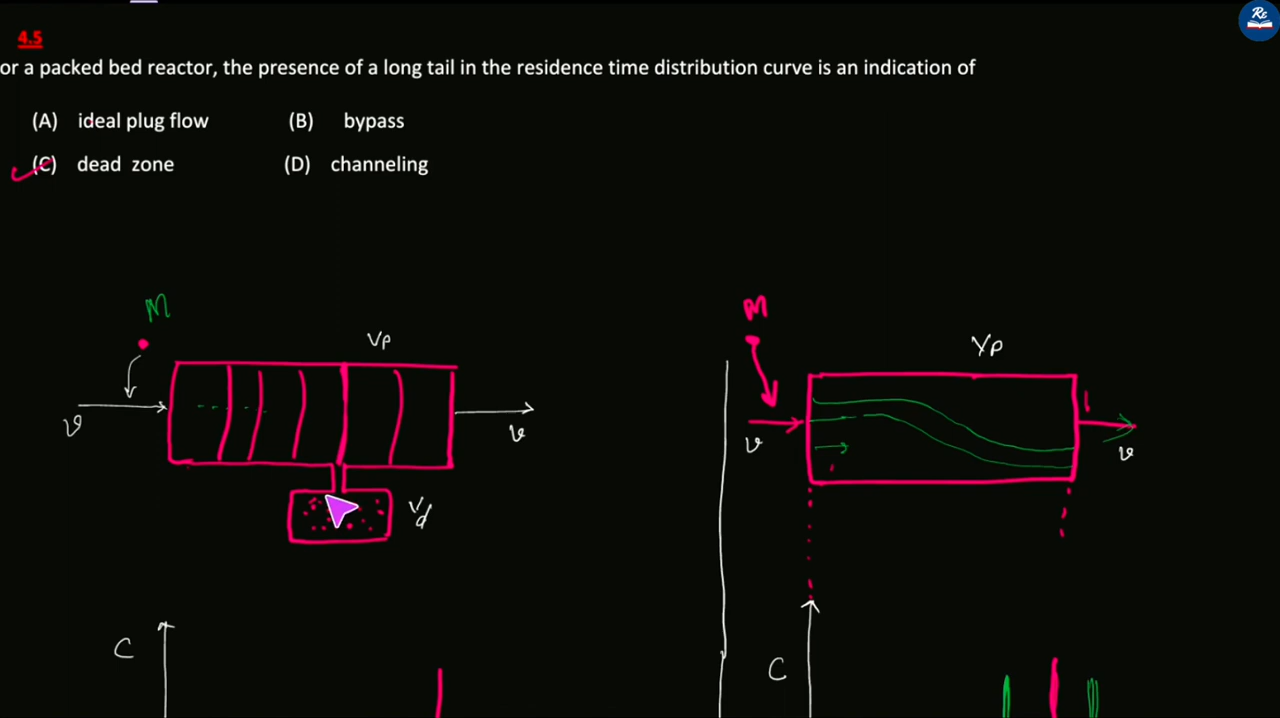 Re
4.5
or a packed bed reactor, the presence of a long tail in the residence time distribution curve is an indication of
(A) ideal plug flow (B) bypass
(C) dead zone (D) channeling
M
M
Vp
Vp
v
v
v
v
Vd
C
C